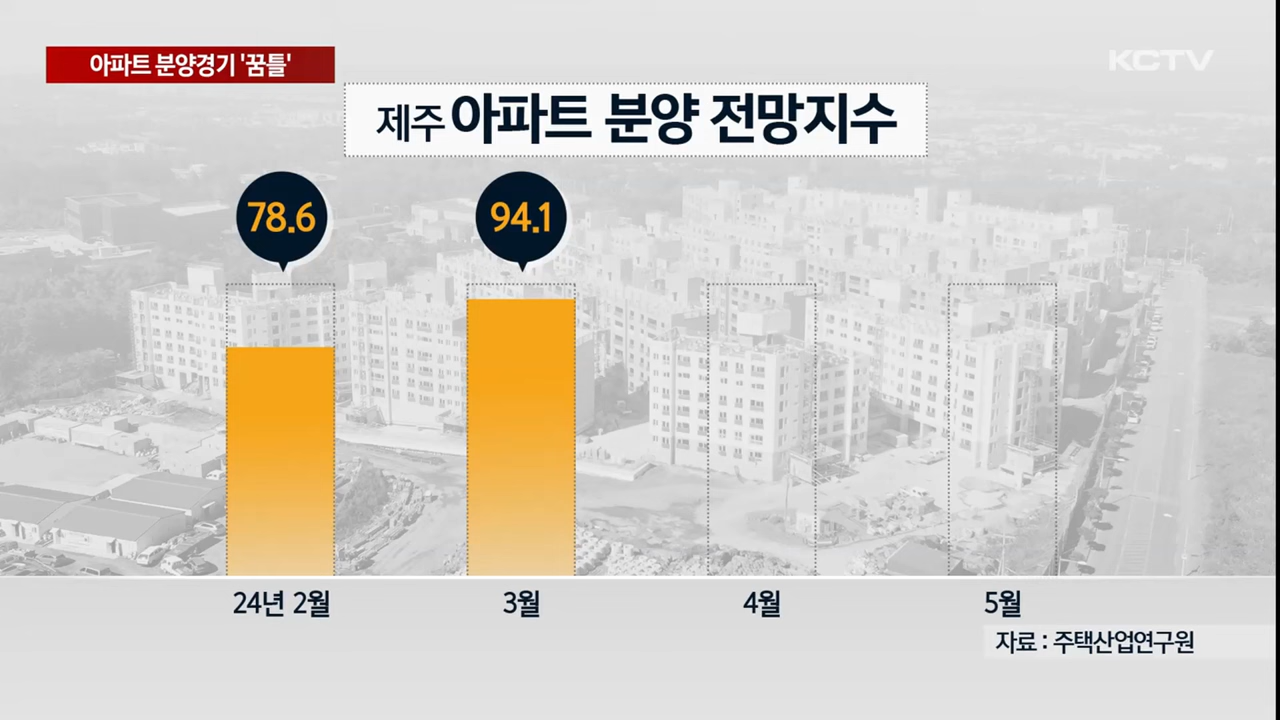 아파트 분양경기 '꿈틀'
KCTV
제주 아파트 분양 전망지수
78.6
94.1
24년 2월
3월
4월
5월
자료 : 주택산업연구원